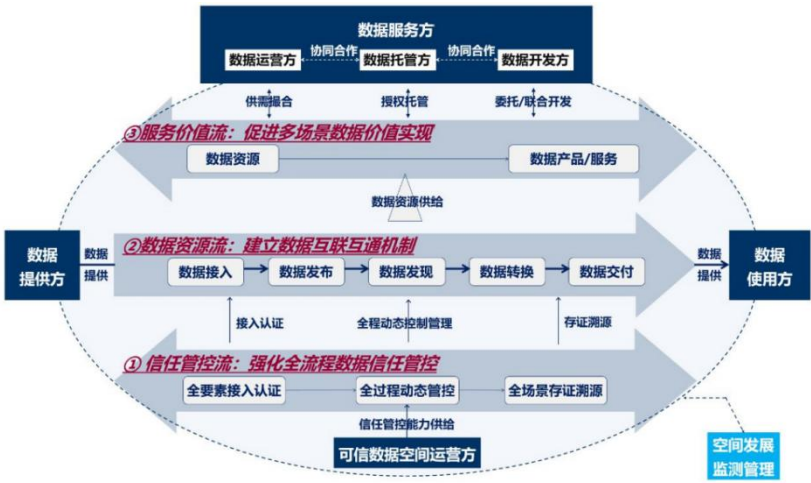 数据服务方
数据运营方
协同合作
数据托管方
协同合作
数据开发方
供需撮合
授权托管
委托/联合开发
③服务价值流：促进多场景数据价值实现
数据资源
数据产品/服务
数据资源供给
数据
提供方
数据
提供
②数据资源流：建立数据互联互通机制
数据接入
数据发布
数据发现
数据转换
数据交付
数据
提供
数据
使用方
接入认证
全程动态控制管理
存证溯源
①信任管控流：强化全流程数据信任管控
全要素接入认证
全过程动态管控
全场景存证溯源
信任管控能力供给
可信数据空间运营方
空间发展
监测管理